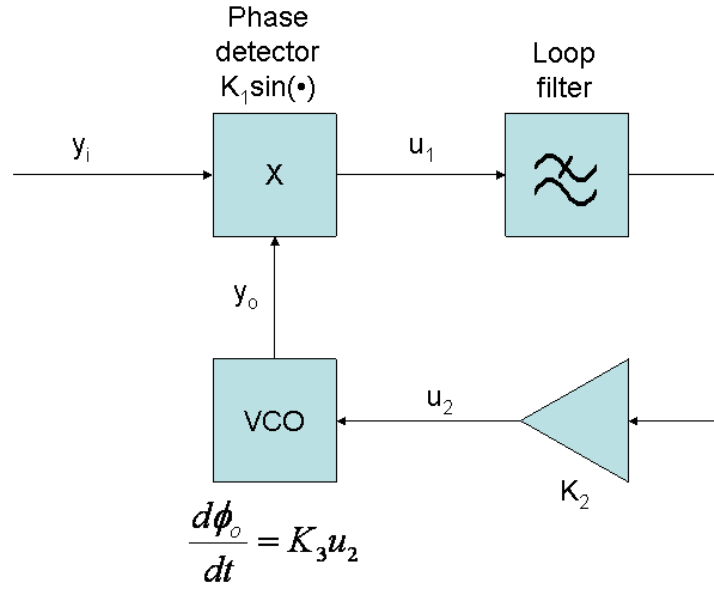 Phase
detector
K₁sin(•)
Loop
filter
yᵢ
X
u₁
yₒ
VCO
u₂
K₂
dϕₒ/dt = K₃u₂